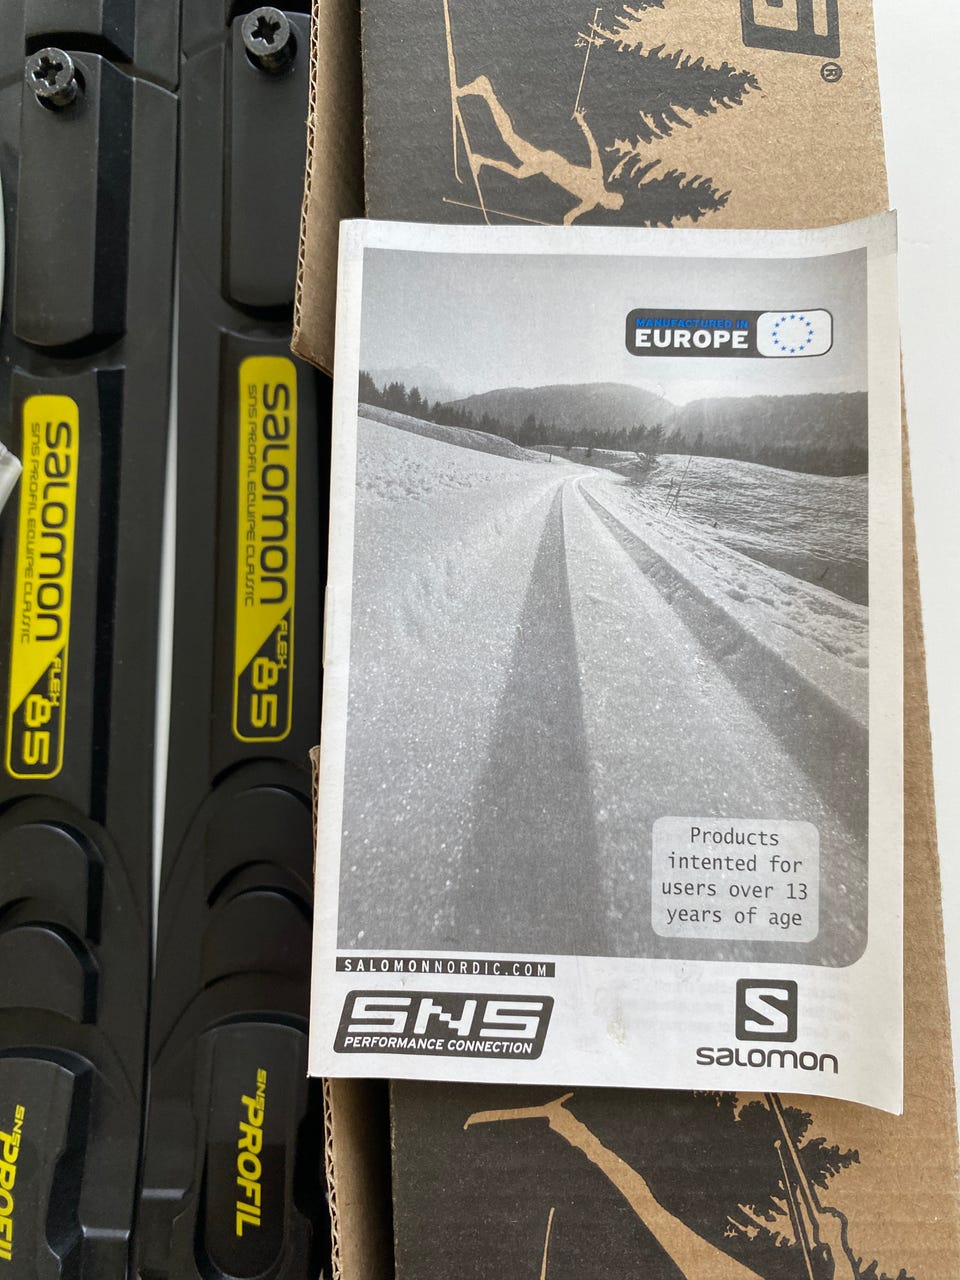 ®
MANUFACTURED IN
EUROPE
Products
intented for
users over 13
years of age
SALOMONNORDIC.COM
SNS
PERFORMANCE CONNECTION
S
SALOMON
SALOMON
SNS PROFIL EQUIPE CLASSIC
FLEX
85
SNS
PROFIL
SALOMON
SNS PROFIL EQUIPE CLASSIC
FLEX
85
SNS
PROFIL